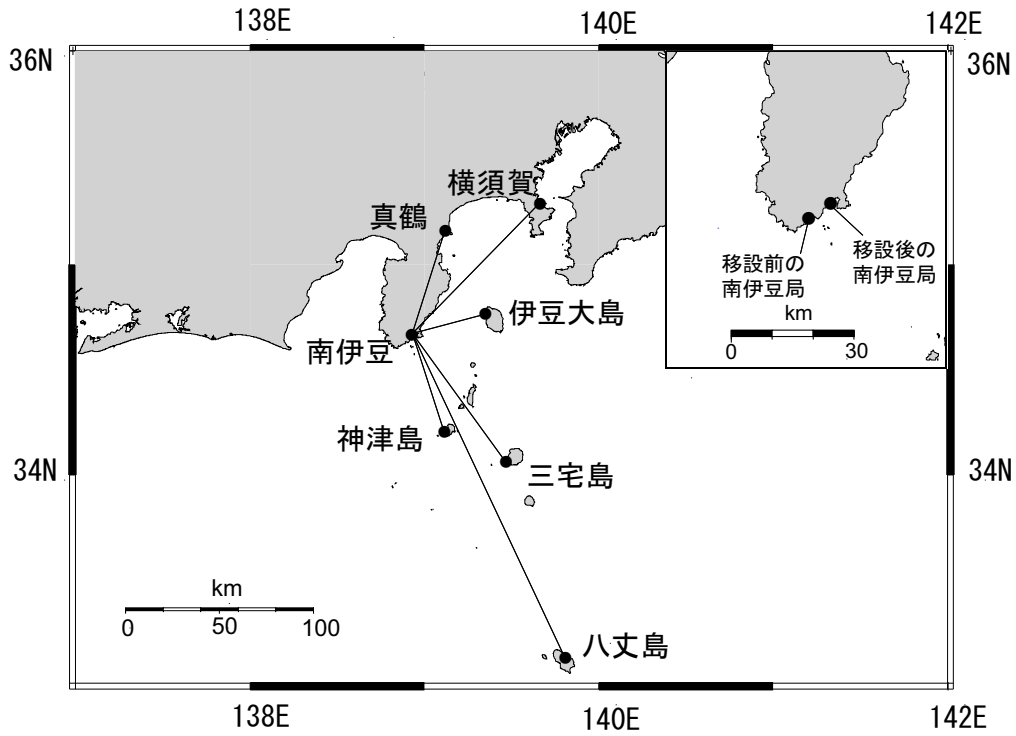 138E
140E
142E
36N
36N
横須賀
真鶴
移設前の
南伊豆局
移設後の
南伊豆局
km
0
30
伊豆大島
南伊豆
神津島
34N
34N
三宅島
km
0
50
100
八丈島
138E
140E
142E